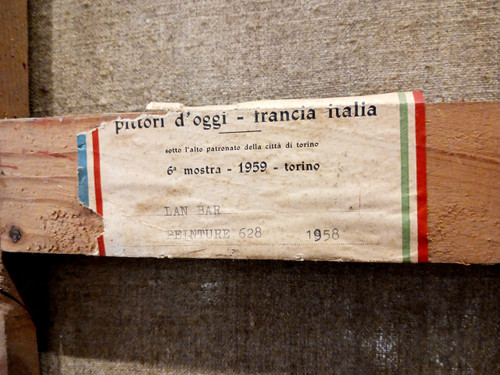 pittori d'oggi - francia italia
sotto l'alto patronato della città di torino
6ª mostra - 1959 - torino
LAN BAR
PEINTURE 628 1958